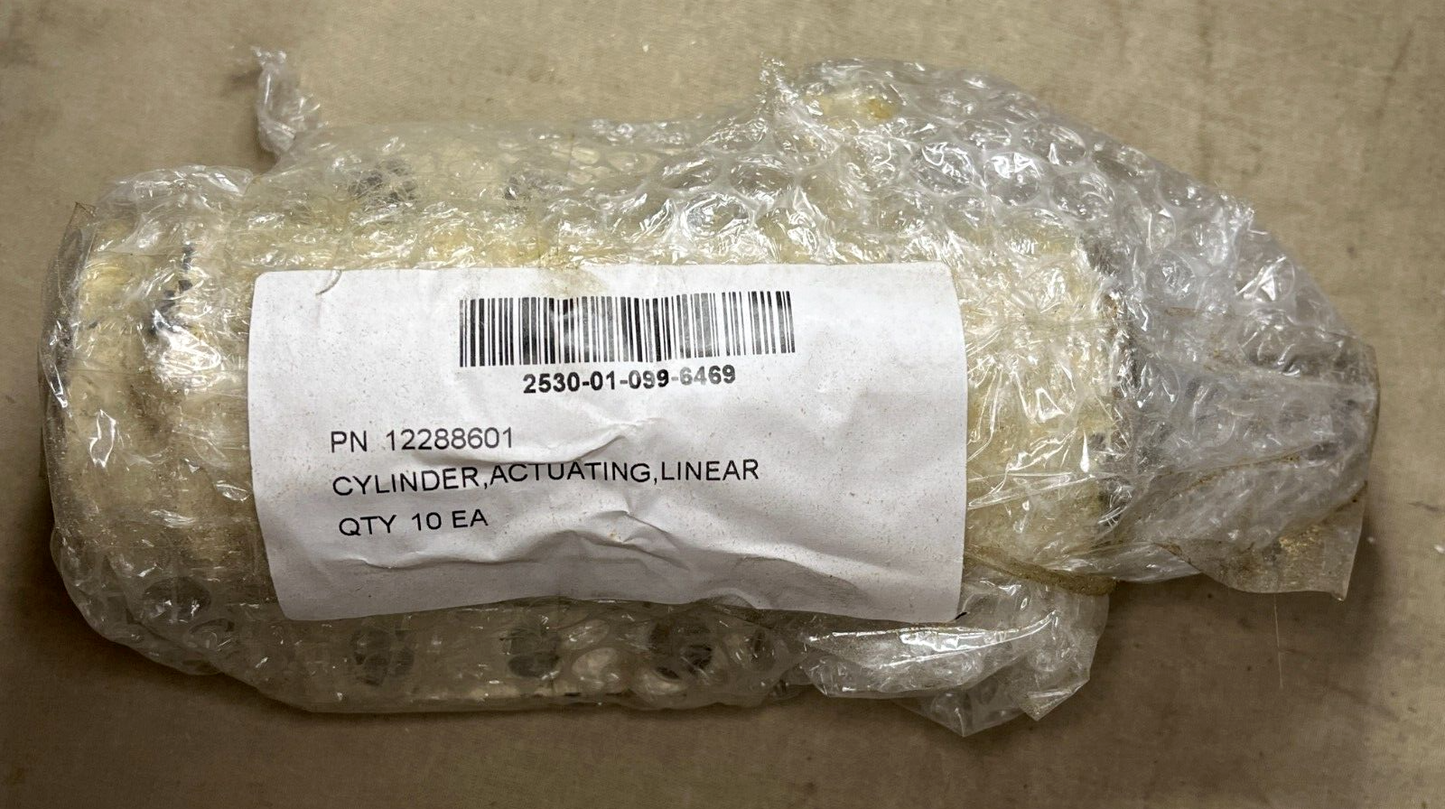 2530-01-099-6469
PN 12288601
CYLINDER,ACTUATING,LINEAR
QTY 10 EA